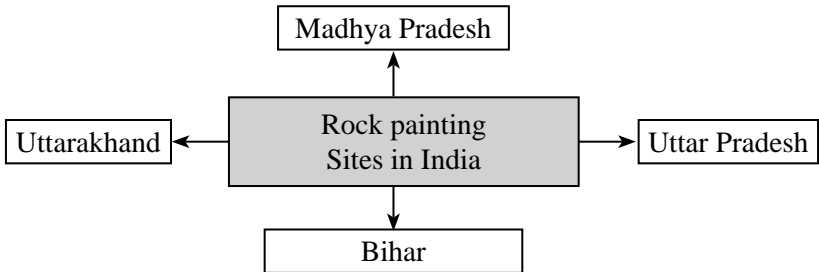 Madhya Pradesh
Uttarakhand
Rock painting
Sites in India
Uttar Pradesh
Bihar